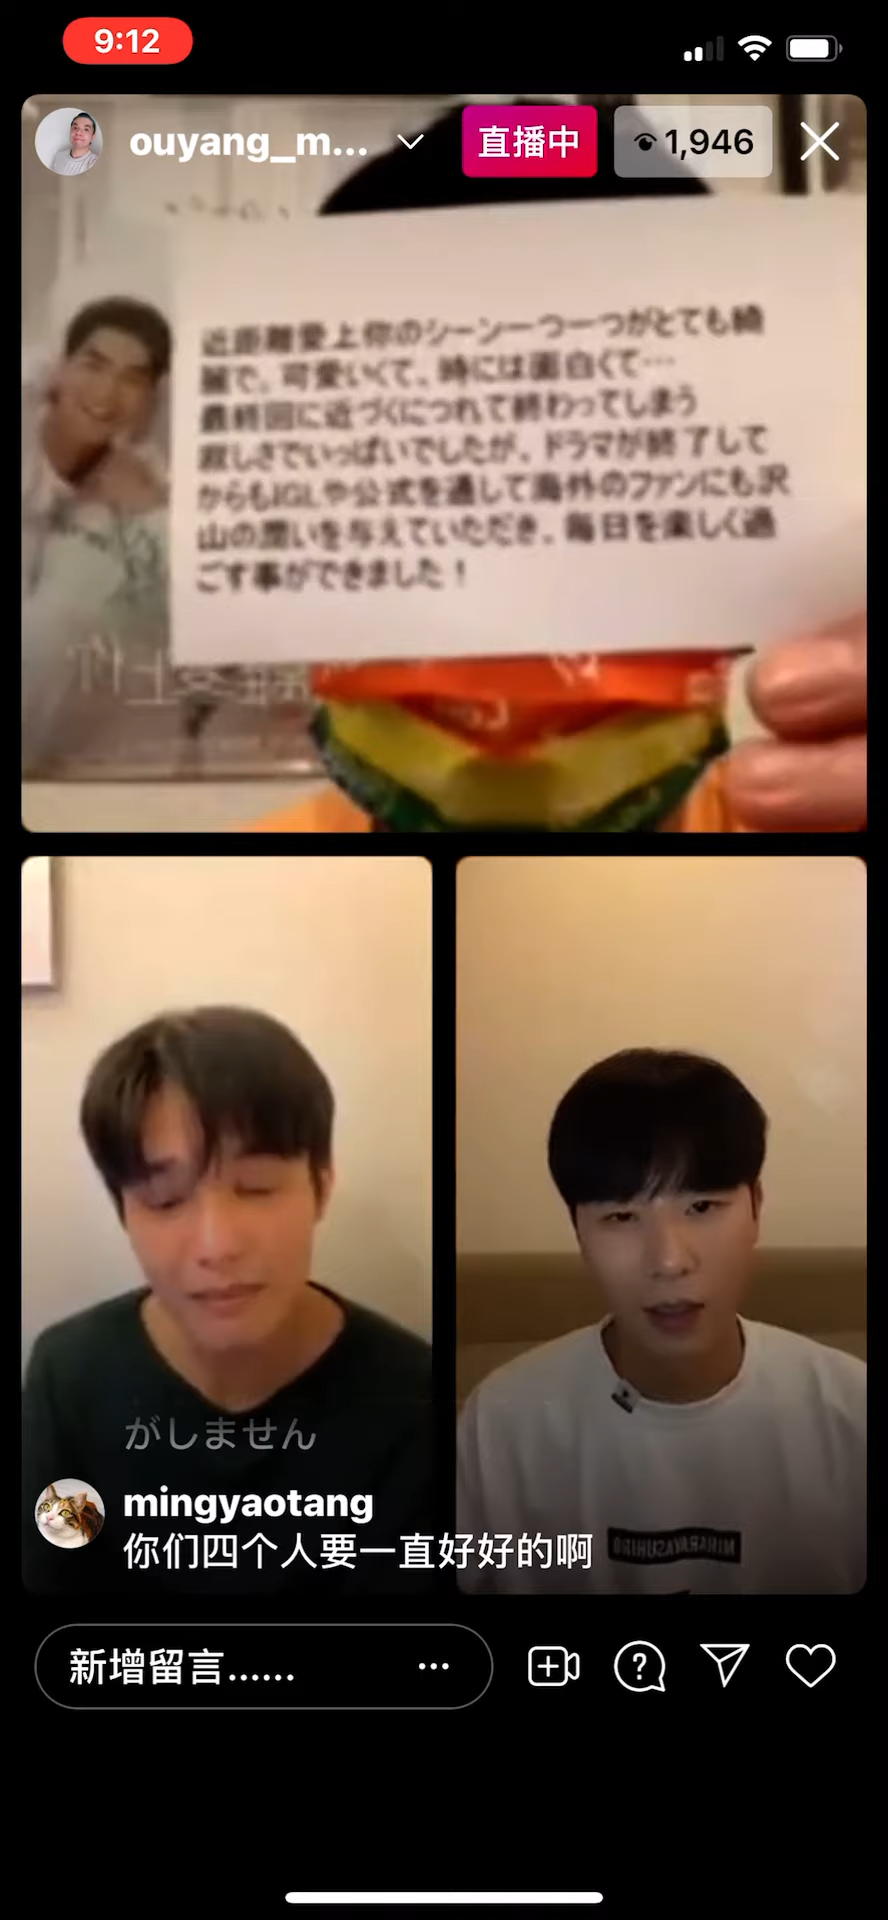 9:12
ouyang_m...
直播中
1,946
近距離愛上你のシーン一つ一つがとても綺
麗で、可愛いくて、時には面白くて…
最終回に近づくにつれて終わってしまう
寂しさでいっぱいでしたが、ドラマが終了して
からもIGLや公式を通して海外のファンにも沢
山の潤いを与えていただき、毎日を楽しく過
ごす事ができました！
がしません
mingyaotang
你们四个人要一直好好的啊
MIHARAYASUHIRO
新增留言......